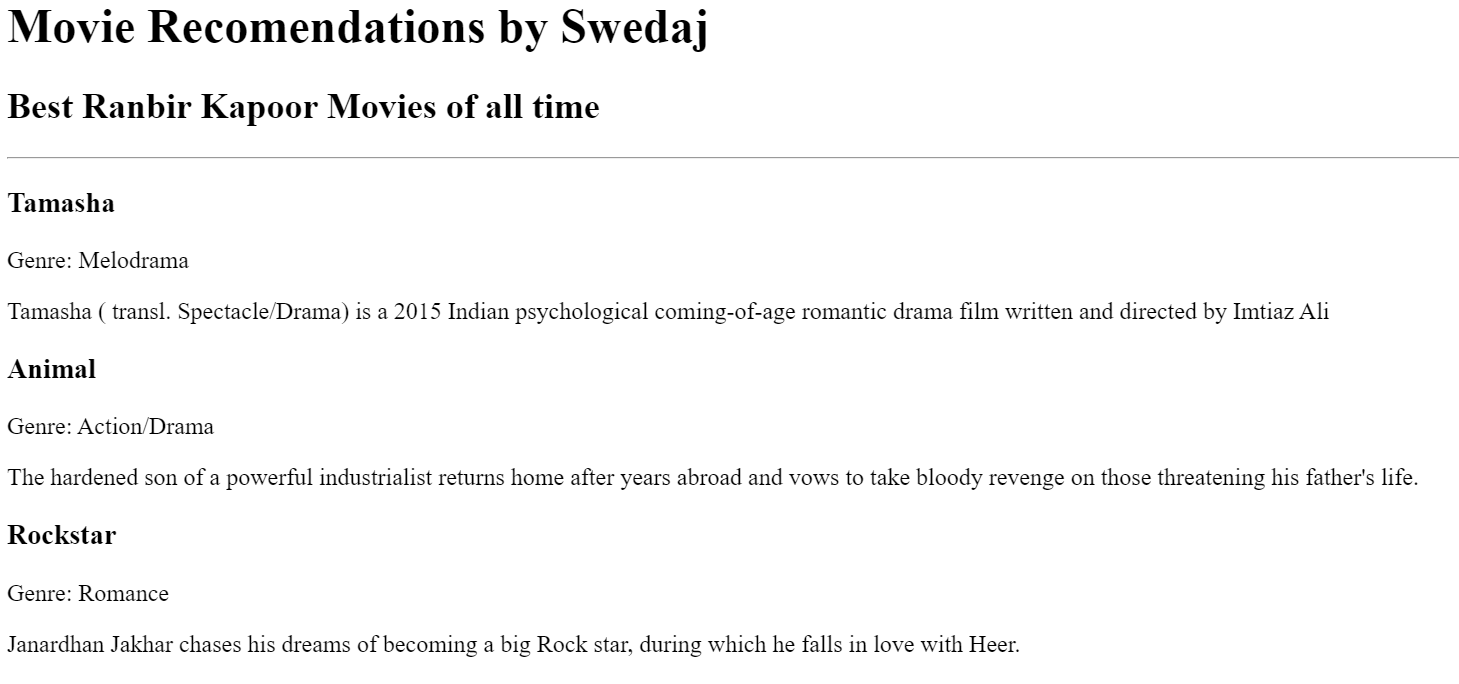 Movie Recomendations by Swedaj
Best Ranbir Kapoor Movies of all time
Tamasha
Genre: Melodrama
Tamasha ( transl. Spectacle/Drama) is a 2015 Indian psychological coming-of-age romantic drama film written and directed by Imtiaz Ali
Animal
Genre: Action/Drama
The hardened son of a powerful industrialist returns home after years abroad and vows to take bloody revenge on those threatening his father's life.
Rockstar
Genre: Romance
Janardhan Jakhar chases his dreams of becoming a big Rock star, during which he falls in love with Heer.